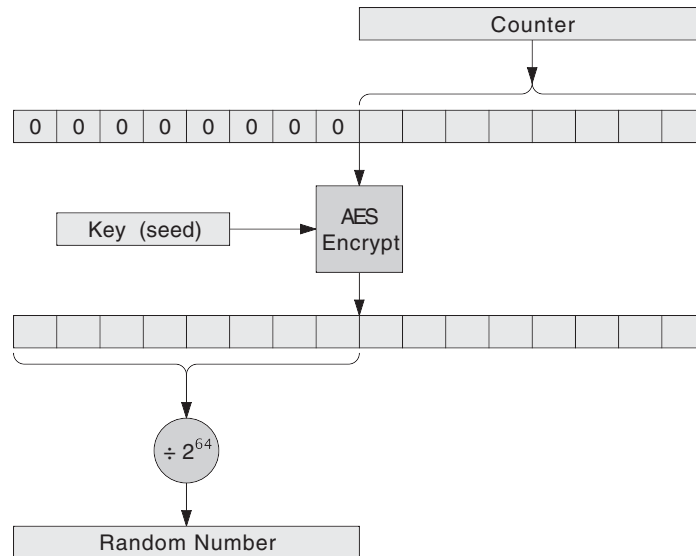 Counter
0 0 0 0 0 0 0 0
AES
Encrypt
Key (seed)
÷ 2^64
Random Number